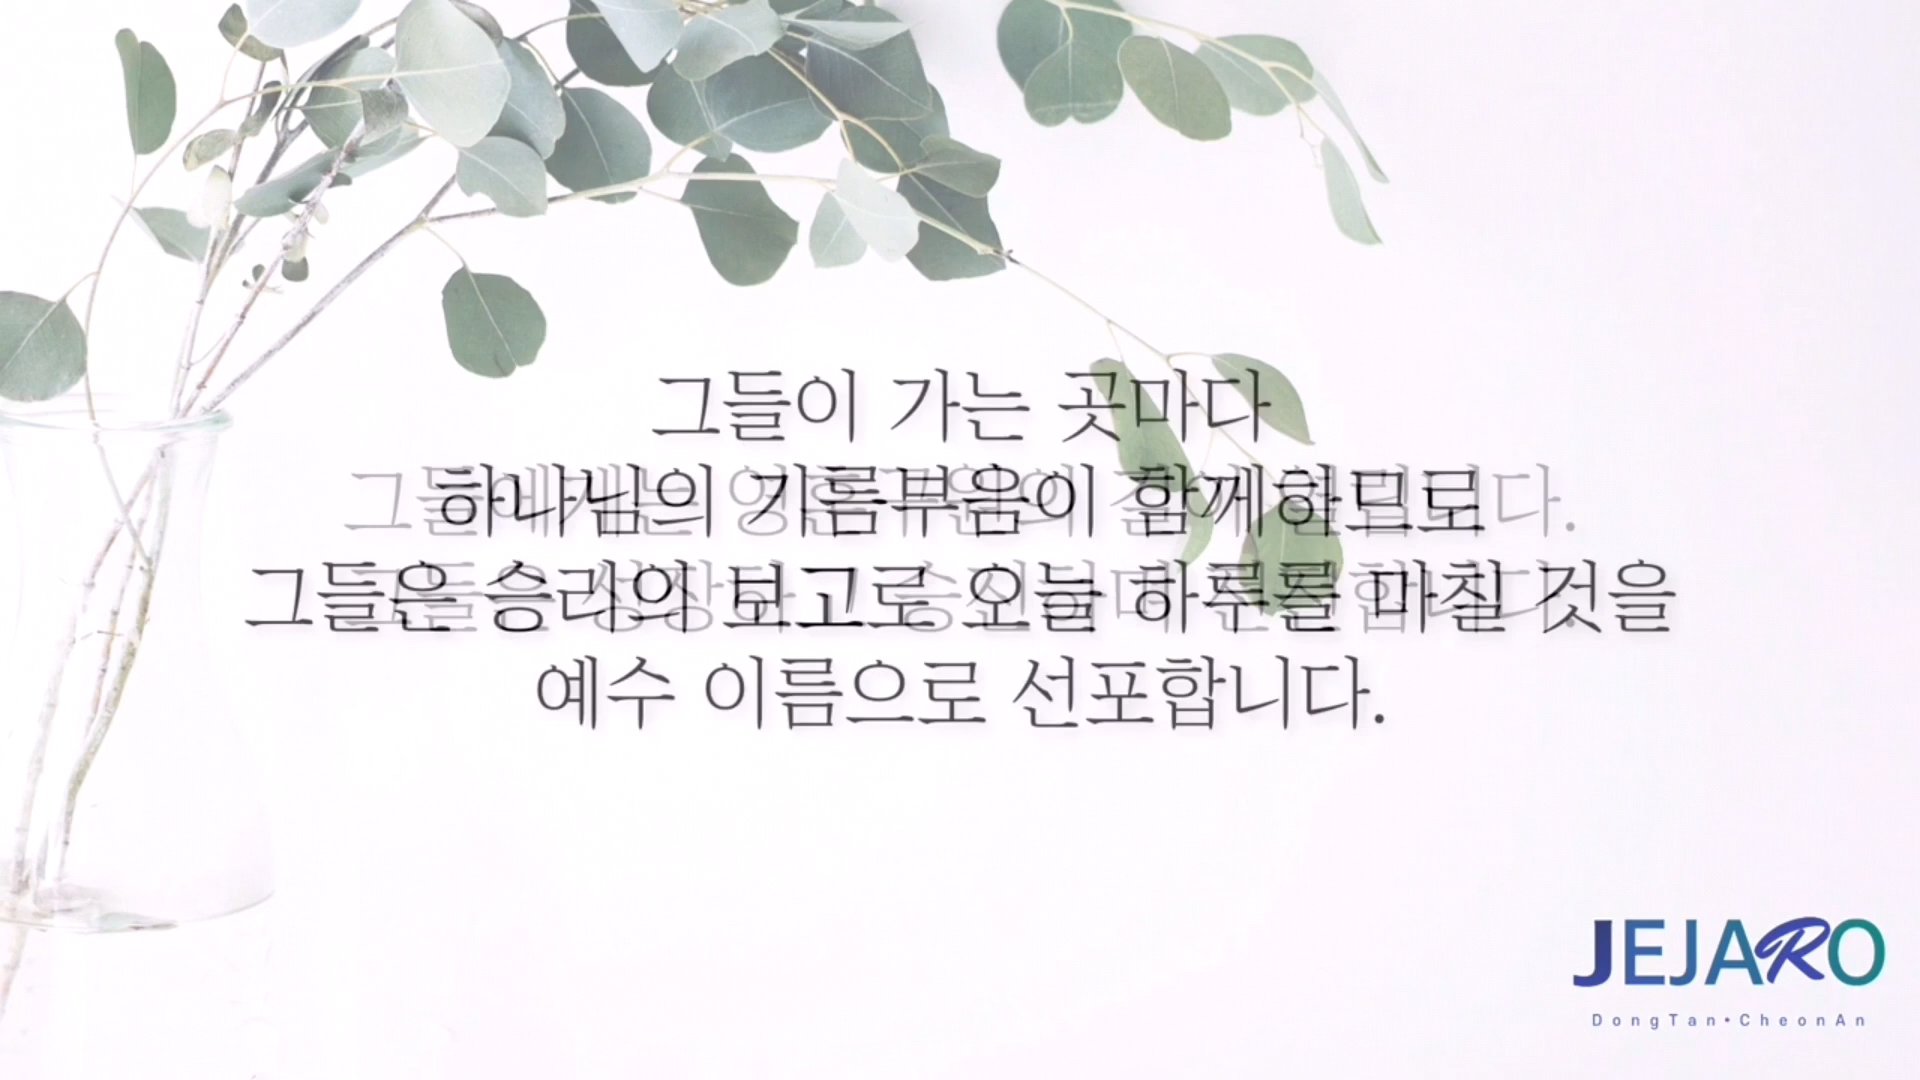 그들이 가는 곳마다
하나님의 기름부음이 함께하므로
그들은 승리의 보고로 오늘 하루를 마칠 것을
예수 이름으로 선포합니다.
JEJARO
DongTan•CheonAn